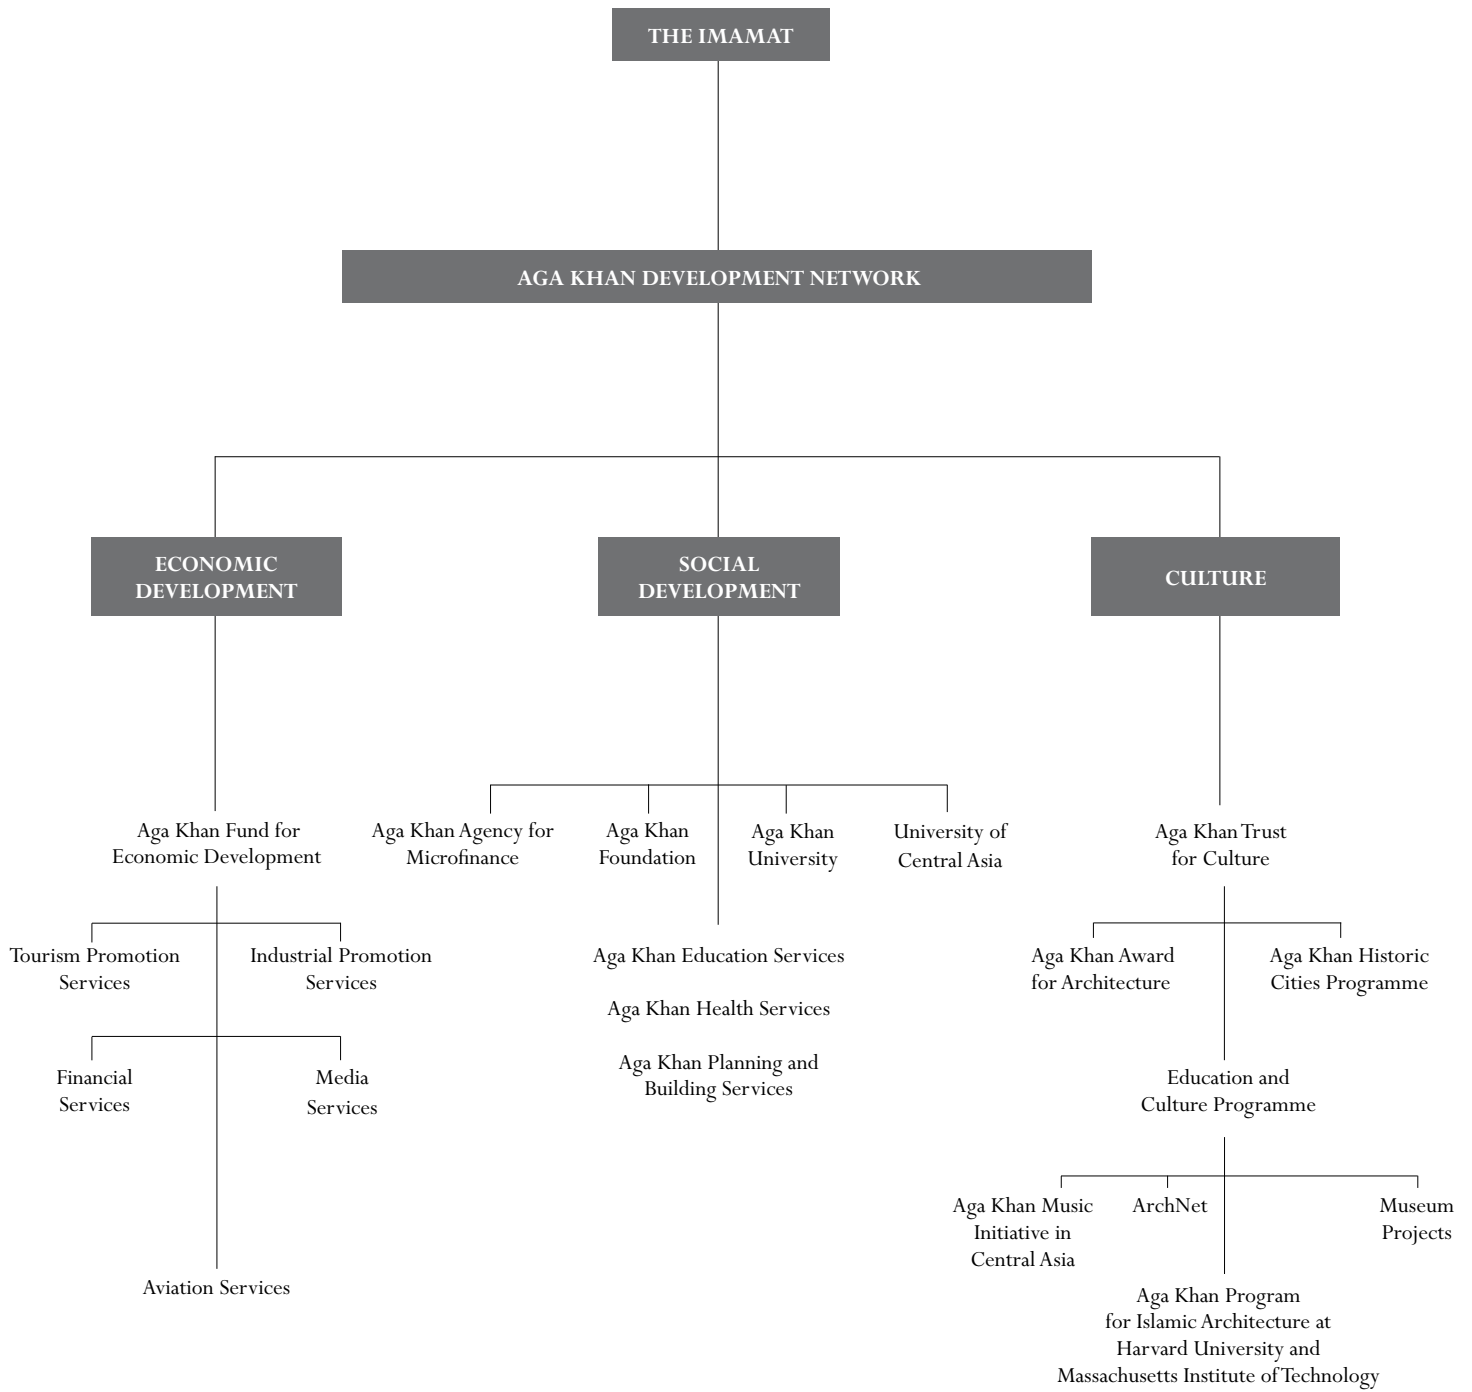 THE IMAMAT
AGA KHAN DEVELOPMENT NETWORK
ECONOMIC
DEVELOPMENT
SOCIAL
DEVELOPMENT
CULTURE
Aga Khan Fund for
Economic Development
Aga Khan Agency for
Microfinance
Aga Khan
Foundation
Aga Khan
University
University of
Central Asia
Aga Khan Trust
for Culture
Tourism Promotion
Services
Industrial Promotion
Services
Financial
Services
Media
Services
Aviation Services
Aga Khan Education Services
Aga Khan Health Services
Aga Khan Planning and
Building Services
Aga Khan Award
for Architecture
Aga Khan Historic
Cities Programme
Education and
Culture Programme
Aga Khan Music
Initiative in
Central Asia
ArchNet
Museum
Projects
Aga Khan Program
for Islamic Architecture at
Harvard University and
Massachusetts Institute of Technology